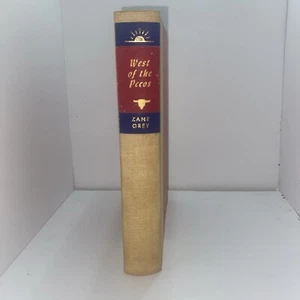 West
of the
Pecos
ZANE
GREY